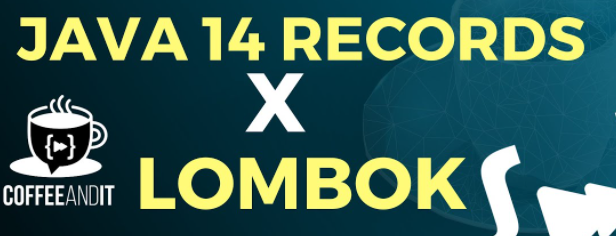 JAVA 14 RECORDS
X
LOMBOK
COFFEEANDIT